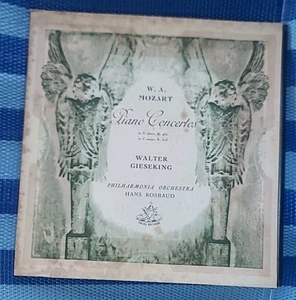 W. A.
MOZART
Piano Concertos
WALTER
GIESEKING
PHILHARMONIA ORCHESTRA
HANS ROSBAUD